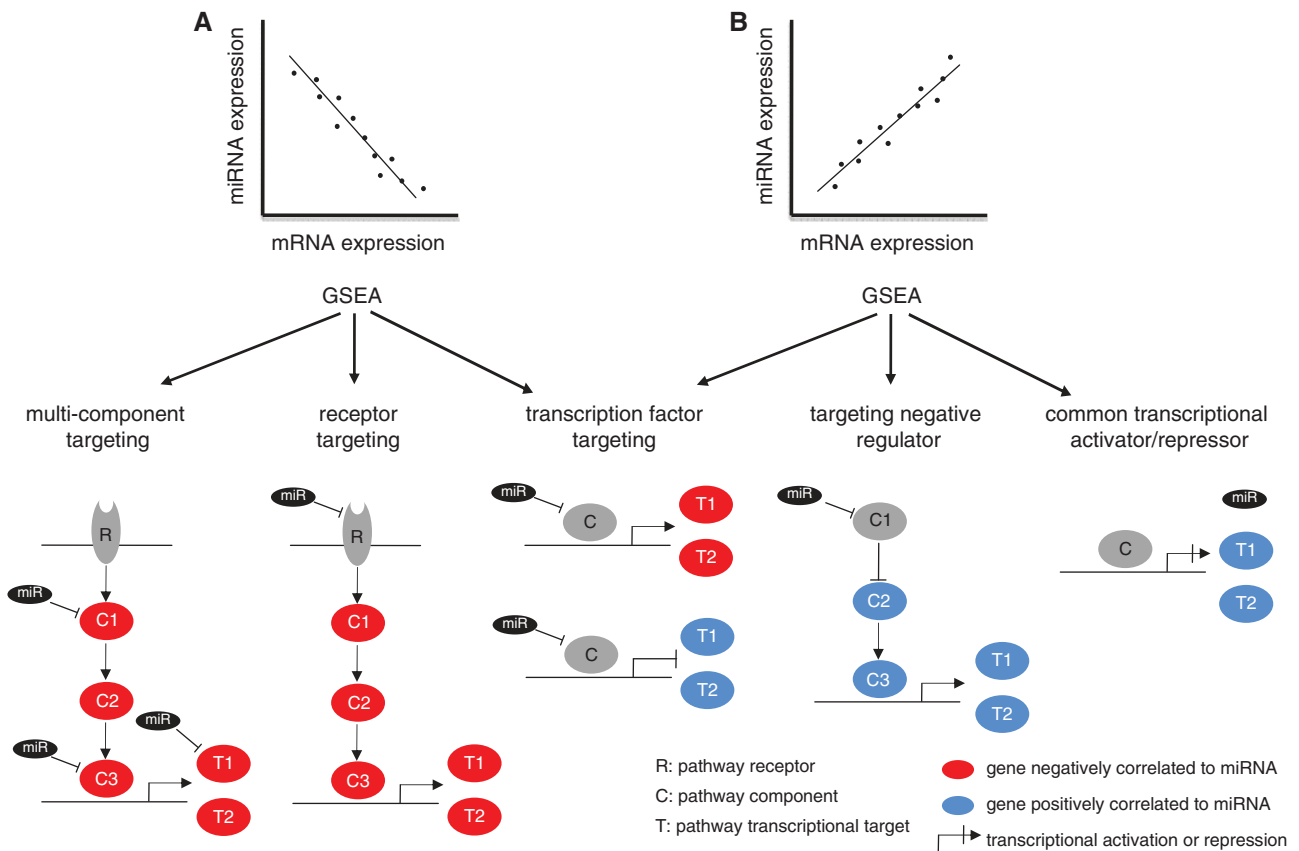 A
miRNA expression
mRNA expression
GSEA
B
miRNA expression
mRNA expression
GSEA
multi-component
targeting
receptor
targeting
transcription factor
targeting
targeting negative
regulator
common transcriptional
activator/repressor
R
miR
C1
C2
miR
miR
C3
T1
T2
miR
R
C1
C2
C3
T1
T2
miR
C
T1
T2
miR
C
T1
T2
miR
C1
C2
C3
T1
T2
miR
C
T1
T2
R: pathway receptor
C: pathway component
T: pathway transcriptional target
gene negatively correlated to miRNA
gene positively correlated to miRNA
transcriptional activation or repression